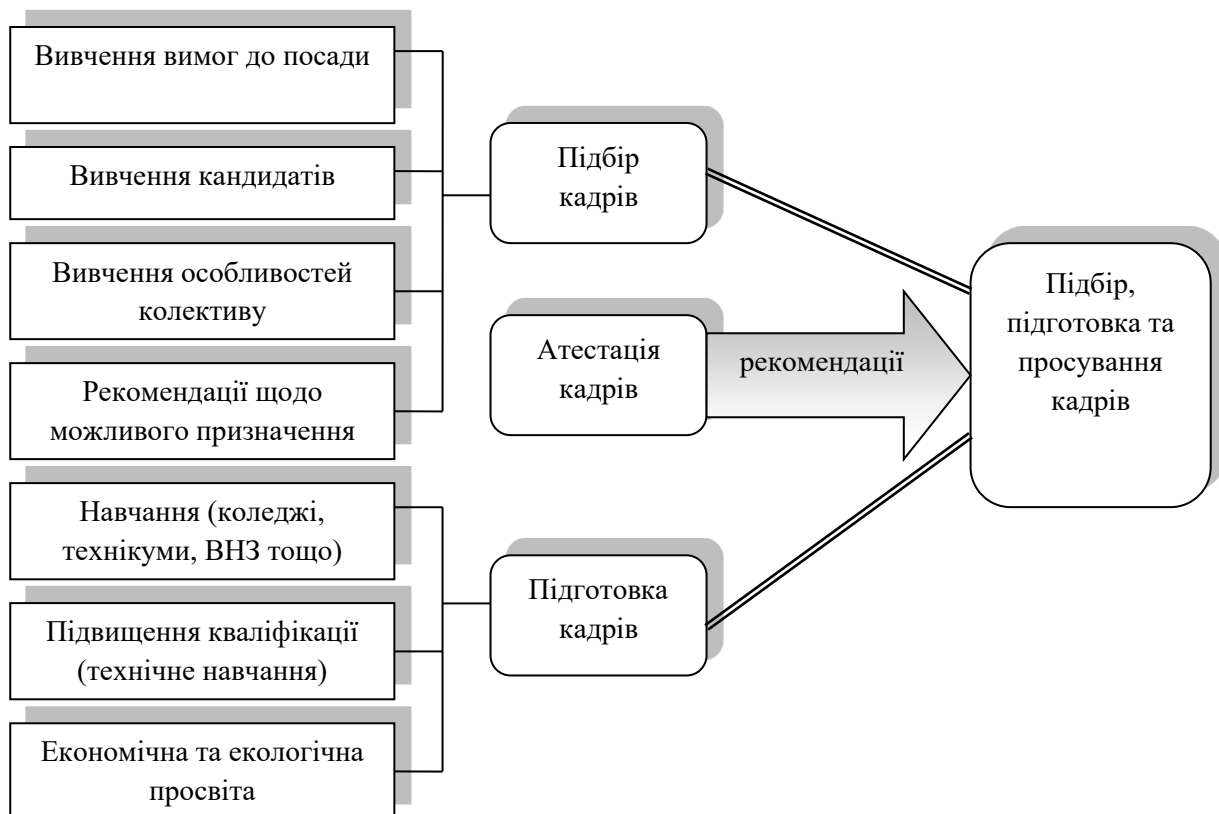 Вивчення вимог до посади
Вивчення кандидатів
Вивчення особливостей
колективу
Рекомендації щодо
можливого призначення
Навчання (коледжі,
технікуми, ВНЗ тощо)
Підвищення кваліфікації
(технічне навчання)
Економічна та екологічна
просвіта
Підбір
кадрів
Атестація
кадрів
Підготовка
кадрів
рекомендації
Підбір,
підготовка та
просування
кадрів